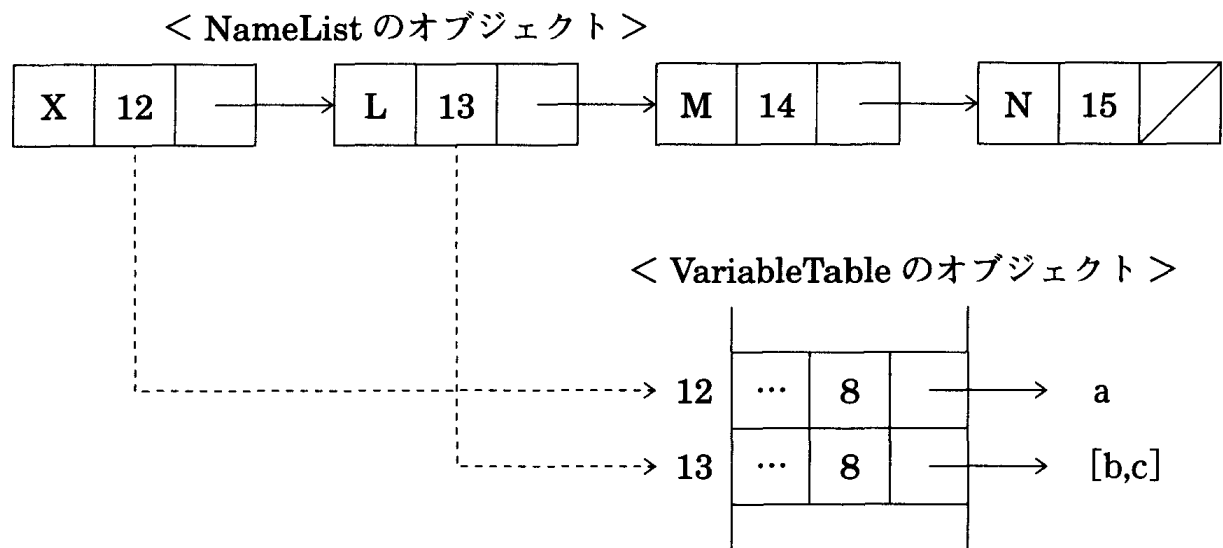 < NameList のオブジェクト >
X 12 L 13 M 14 N 15
< VariableTable のオブジェクト >
12 … 8 a
13 … 8 [b,c]